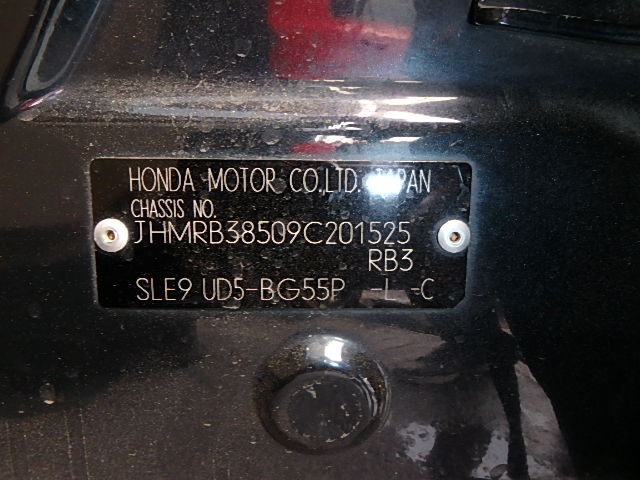 HONDA MOTOR CO.,LTD. JAPAN
CHASSIS NO.
JHMRB38509C201525
RB3
SLE9 UD5-BG55P -L -C